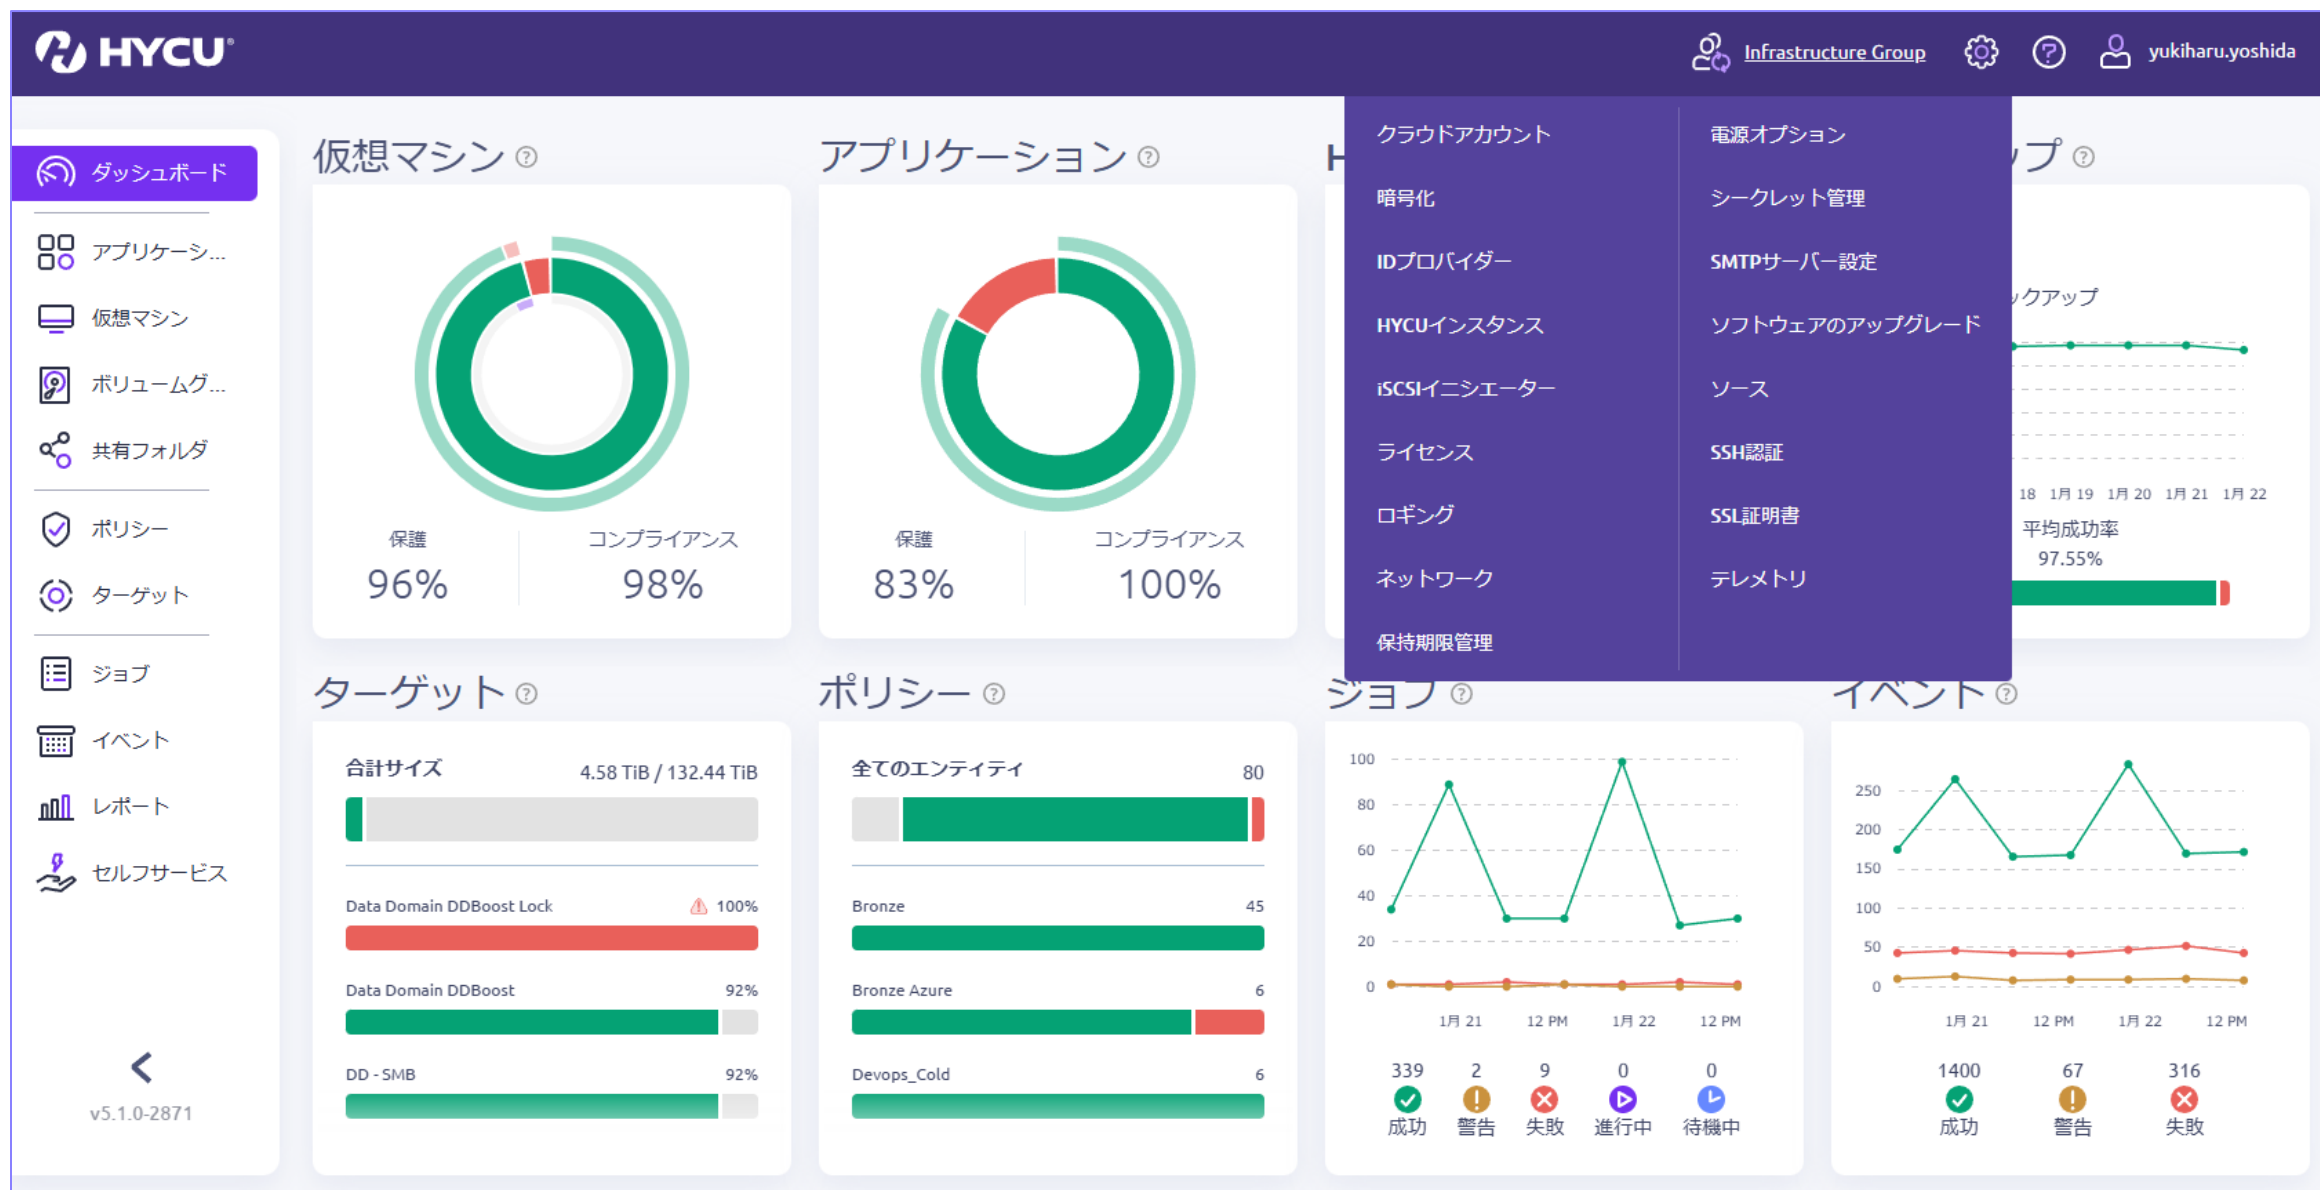 HYCU
Infrastructure Group
yukiharu.yoshida
ダッシュボード
アプリケーシ...
仮想マシン
ボリュームグ...
共有フォルダ
ポリシー
ターゲット
ジョブ
イベント
レポート
セルフサービス
v5.1.0-2871
クラウドアカウント
暗号化
IDプロバイダー
HYCUインスタンス
iSCSIイニシエーター
ライセンス
ロギング
ネットワーク
保持期限管理
電源オプション
シークレット管理
SMTPサーバー設定
ソフトウェアのアップグレード
ソース
SSH認証
SSL証明書
テレメトリ
仮想マシン
保護
96%
コンプライアンス
98%
アプリケーション
保護
83%
コンプライアンス
100%
H
ップ
ックアップ
18 1月 19 1月 20 1月 21 1月 22
平均成功率
97.55%
ターゲット
合計サイズ 4.58 TiB / 132.44 TiB
Data Domain DDBoost Lock 100%
Data Domain DDBoost 92%
DD - SMB 92%
ポリシー
全てのエンティティ 80
Bronze 45
Bronze Azure 6
Devops_Cold 6
ジョブ
100
80
60
40
20
0
1月 21 12 PM 1月 22 12 PM
339 2 9 0 0
成功 警告 失敗 進行中 待機中
イベント
250
200
150
100
50
0
1月 21 12 PM 1月 22 12 PM
1400 67 316
成功 警告 失敗